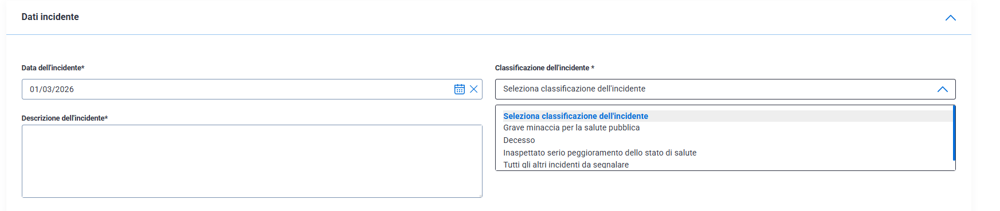 Dati incidente
Data dell'incidente*
01/03/2026
Descrizione dell'incidente*
Classificazione dell'incidente *
Seleziona classificazione dell'incidente
Seleziona classificazione dell'incidente
Grave minaccia per la salute pubblica
Decesso
Inaspettato serio peggioramento dello stato di salute
Tutti gli altri incidenti da segnalare